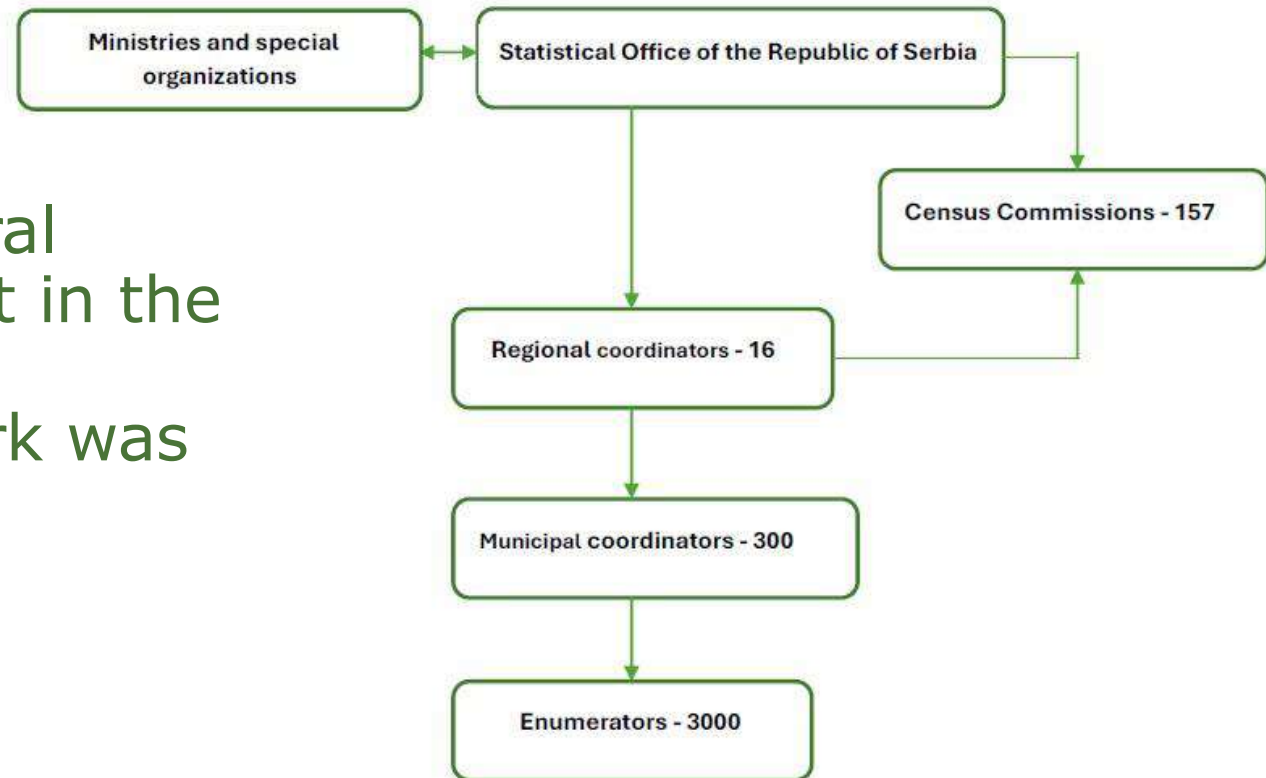 Ministries and special
organizations
Statistical Office of the Republic of Serbia
Census Commissions - 157
t in the
Regional coordinators - 16
rk was
Municipal coordinators - 300
Enumerators - 3000